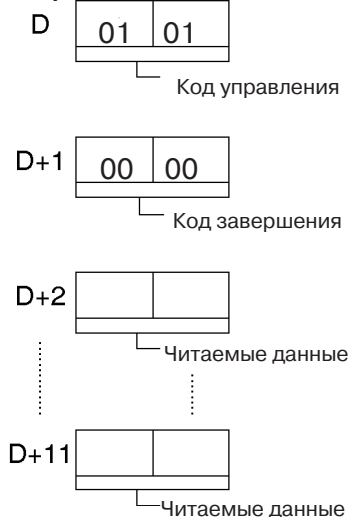 D 01 01
Код управления
D+1 00 00
Код завершения
D+2
Читаемые данные
D+11
Читаемые данные